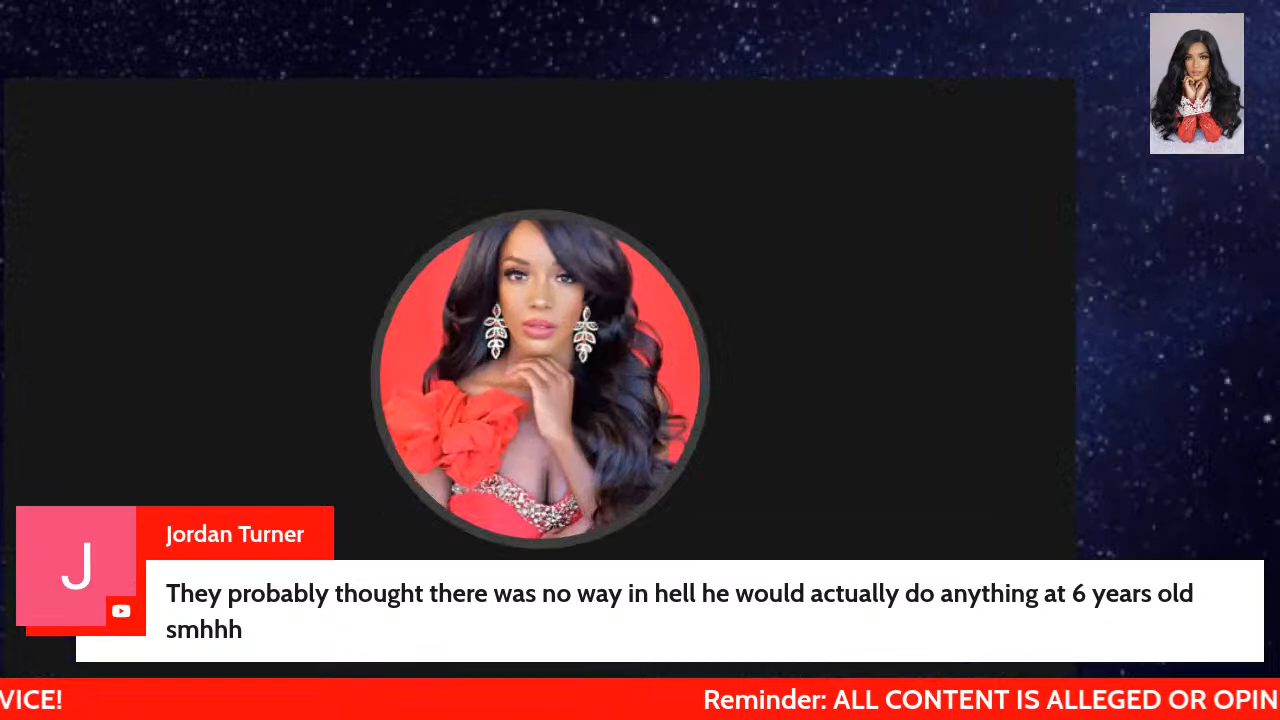 Jordan Turner
J
They probably thought there was no way in hell he would actually do anything at 6 years old
smhhh
VICE!
Reminder: ALL CONTENT IS ALLEGED OR OPIN